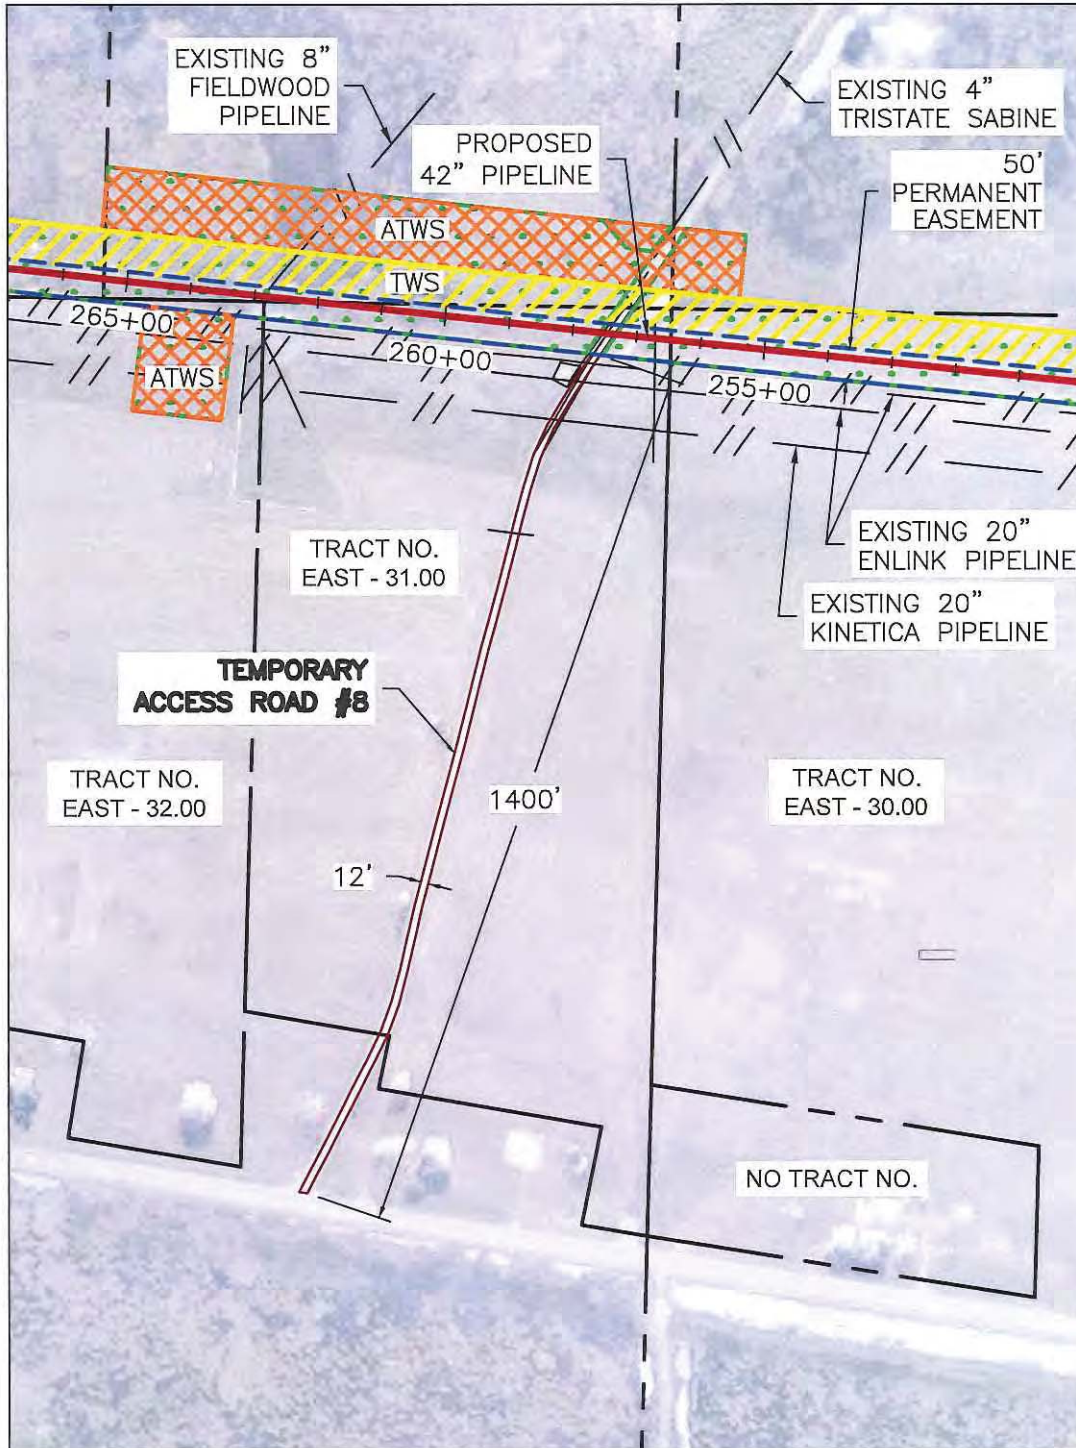 EXISTING 8”
FIELDWOOD
PIPELINE
EXISTING 4”
TRISTATE SABINE
PROPOSED
42” PIPELINE
50'
PERMANENT
EASEMENT
ATWS
TWS
265+00
260+00
255+00
ATWS
EXISTING 20”
ENLINK PIPELINE
EXISTING 20”
KINETICA PIPELINE
TRACT NO.
EAST - 31.00
TEMPORARY
ACCESS ROAD #8
TRACT NO.
EAST - 32.00
1400'
TRACT NO.
EAST - 30.00
12'
NO TRACT NO.